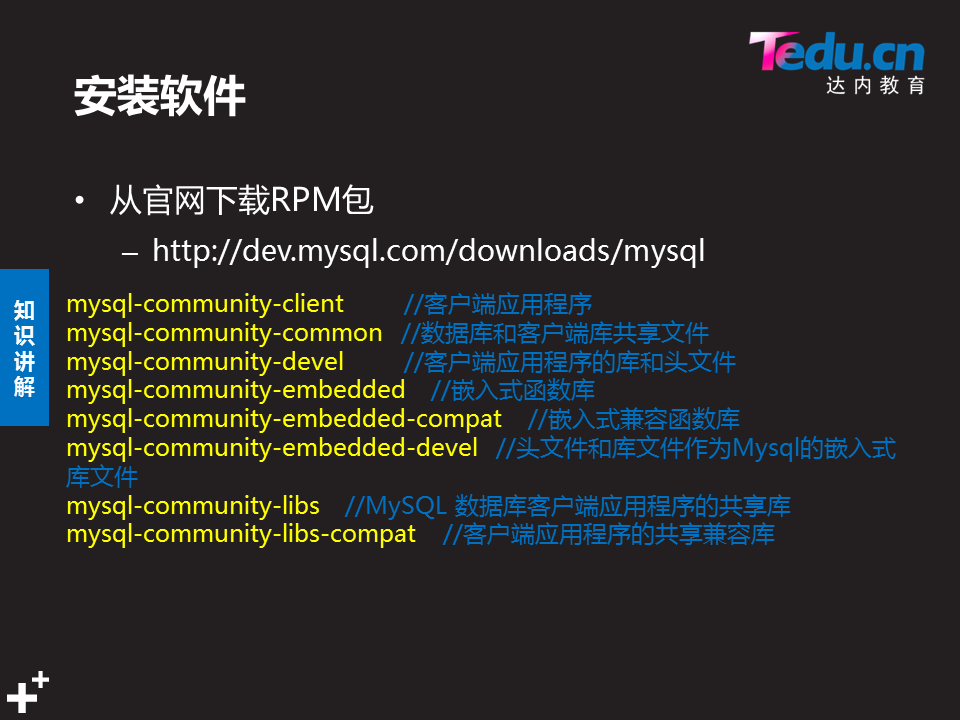 Tedu.cn
达内教育
安装软件
• 从官网下载RPM包
– http://dev.mysql.com/downloads/mysql
知
识
讲
解
mysql-community-client //客户端应用程序
mysql-community-common //数据库和客户端库共享文件
mysql-community-devel //客户端应用程序的库和头文件
mysql-community-embedded //嵌入式函数库
mysql-community-embedded-compat //嵌入式兼容函数库
mysql-community-embedded-devel //头文件和库文件作为Mysql的嵌入式
库文件
mysql-community-libs //MySQL 数据库客户端应用程序的共享库
mysql-community-libs-compat //客户端应用程序的共享兼容库